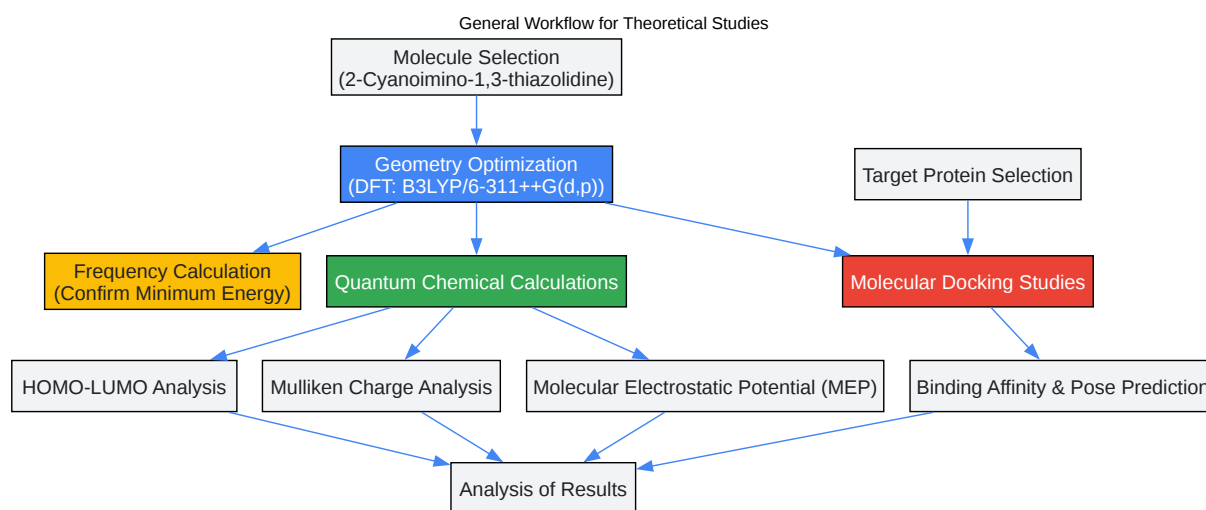 General Workflow for Theoretical Studies
Molecule Selection
(2-Cyanoimino-1,3-thiazolidine)
Geometry Optimization
(DFT: B3LYP/6-311++G(d,p))
Target Protein Selection
Frequency Calculation
(Confirm Minimum Energy)
Quantum Chemical Calculations
Molecular Docking Studies
HOMO-LUMO Analysis
Mulliken Charge Analysis
Molecular Electrostatic Potential (MEP)
Binding Affinity & Pose Prediction
Analysis of Results